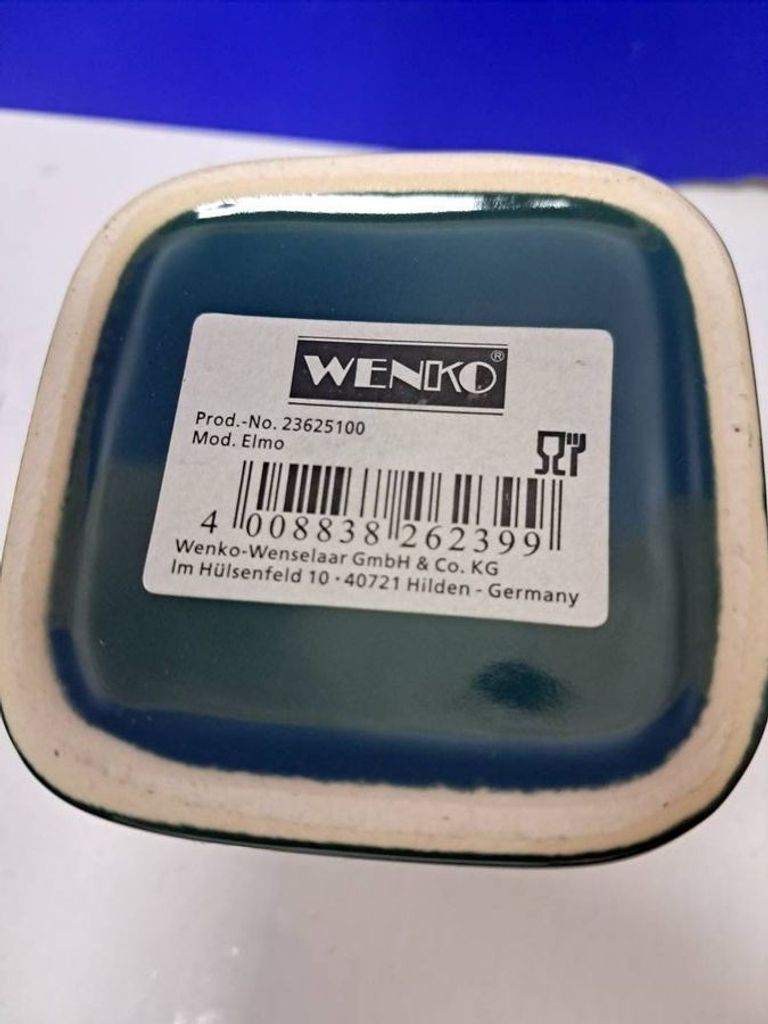 WENKO®
Prod.-No. 23625100
Mod. Elmo
4 008838 262399
Wenko-Wenselaar GmbH & Co. KG
Im Hülsenfeld 10 · 40721 Hilden - Germany